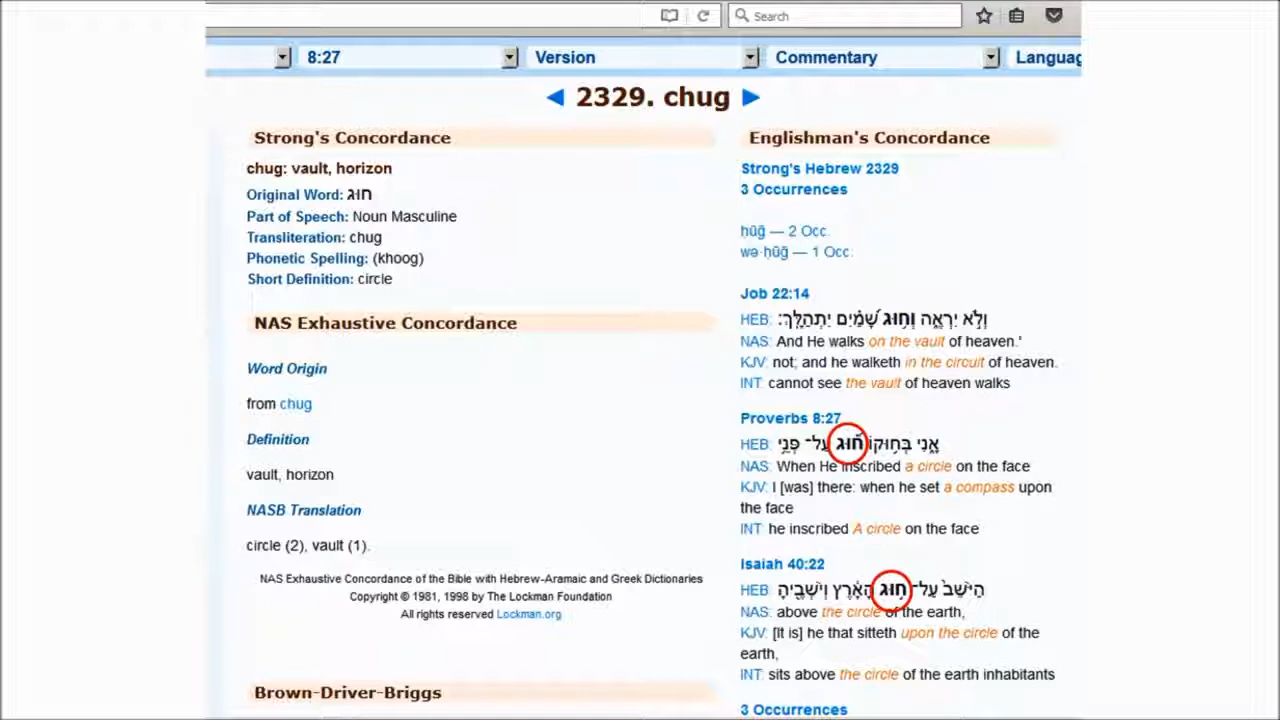 Search
8:27
Version
Commentary
Languag
2329. chug
Strong's Concordance
chug: vault, horizon
Original Word: חוּג
Part of Speech: Noun Masculine
Transliteration: chug
Phonetic Spelling: (khoog)
Short Definition: circle
NAS Exhaustive Concordance
Word Origin
from chug
Definition
vault, horizon
NASB Translation
circle (2), vault (1).
NAS Exhaustive Concordance of the Bible with Hebrew-Aramaic and Greek Dictionaries
Copyright © 1981, 1998 by The Lockman Foundation
All rights reserved Lockman.org
Brown-Driver-Briggs
Englishman's Concordance
Strong's Hebrew 2329
3 Occurrences
ḥūḡ — 2 Occ.
wə·ḥūḡ — 1 Occ.
Job 22:14
HEB: וְלֹ֣א יִרְאֶ֑ה וְח֥וּג שָׁ֝מַ֗יִם יִתְהַלָּֽךְ׃
NAS: And He walks on the vault of heaven.'
KJV: not; and he walketh in the circuit of heaven.
INT: cannot see the vault of heaven walks
Proverbs 8:27
HEB: אָ֑נִי בְּח֥וּקוֹ ח֝֗וּג עַל־ פְּנֵ֥י
NAS: When He inscribed a circle on the face
KJV: I [was] there: when he set a compass upon
the face
INT: he inscribed A circle on the face
Isaiah 40:22
HEB: הַיֹּשֵׁב֙ עַל־ ח֣וּג הָאָ֔רֶץ וְיֹשְׁבֶ֖יהָ
NAS: above the circle of the earth,
KJV: [It is] he that sitteth upon the circle of the
earth,
INT: sits above the circle of the earth inhabitants
3 Occurrences